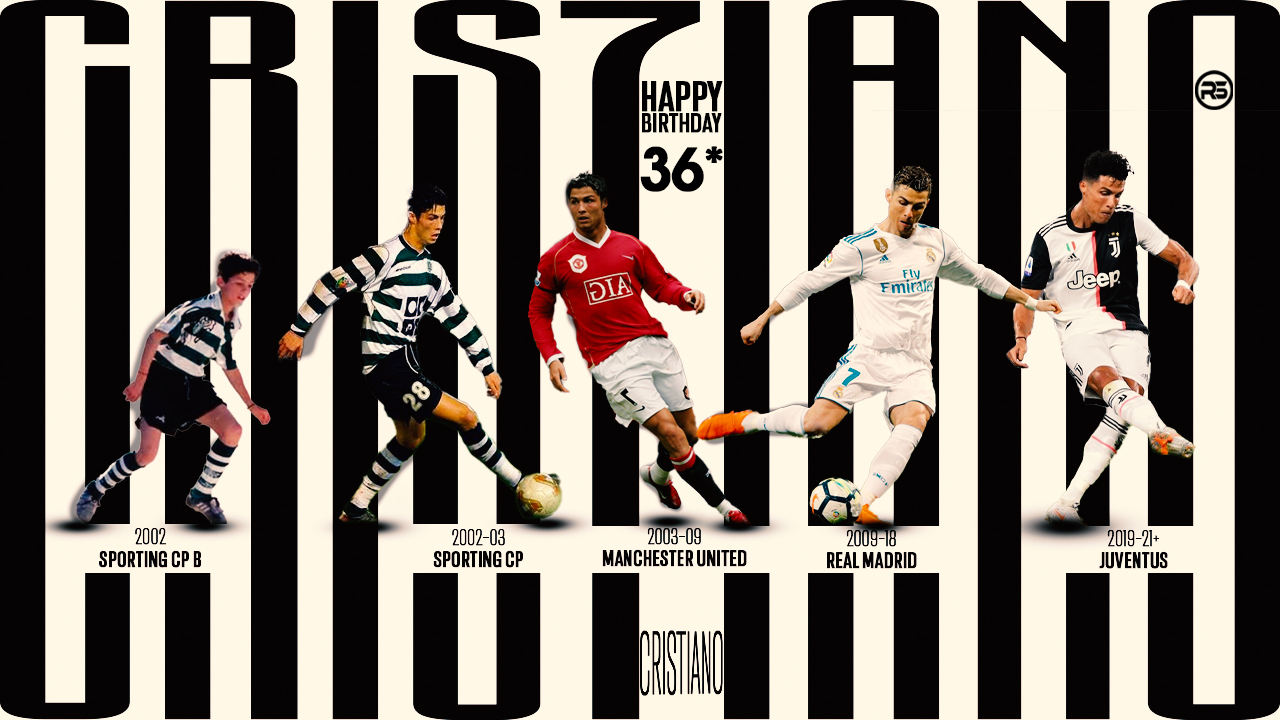 CRIS7IANO
HAPPY
BIRTHDAY
36*
R5
28
AIG
Fly
Emirates
7
Jeep
2002
SPORTING CP B
2002-03
SPORTING CP
2003-09
MANCHESTER UNITED
2009-18
REAL MADRID
2019-21+
JUVENTUS
CRISTIANO